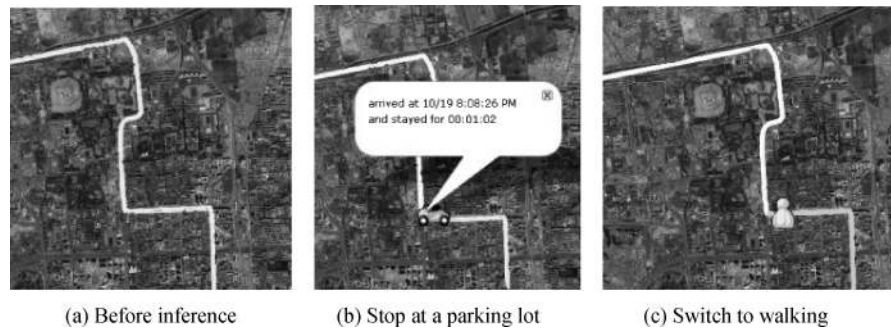 arrived at 10/19 8:08:26 PM
and stayed for 00:01:02
(a) Before inference
(b) Stop at a parking lot
(c) Switch to walking